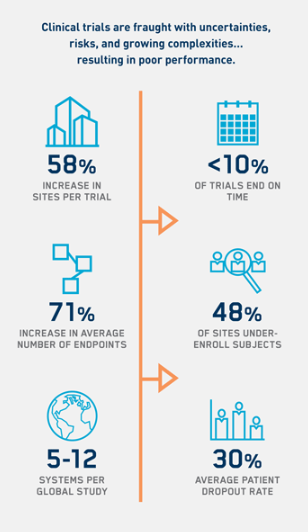 Clinical trials are fraught with uncertainties,
risks, and growing complexities...
resulting in poor performance.
58%
INCREASE IN
SITES PER TRIAL
<10%
OF TRIALS END ON
TIME
71%
INCREASE IN AVERAGE
NUMBER OF ENDPOINTS
48%
OF SITES UNDER-
ENROLL SUBJECTS
5-12
SYSTEMS PER
GLOBAL STUDY
30%
AVERAGE PATIENT
DROPOUT RATE